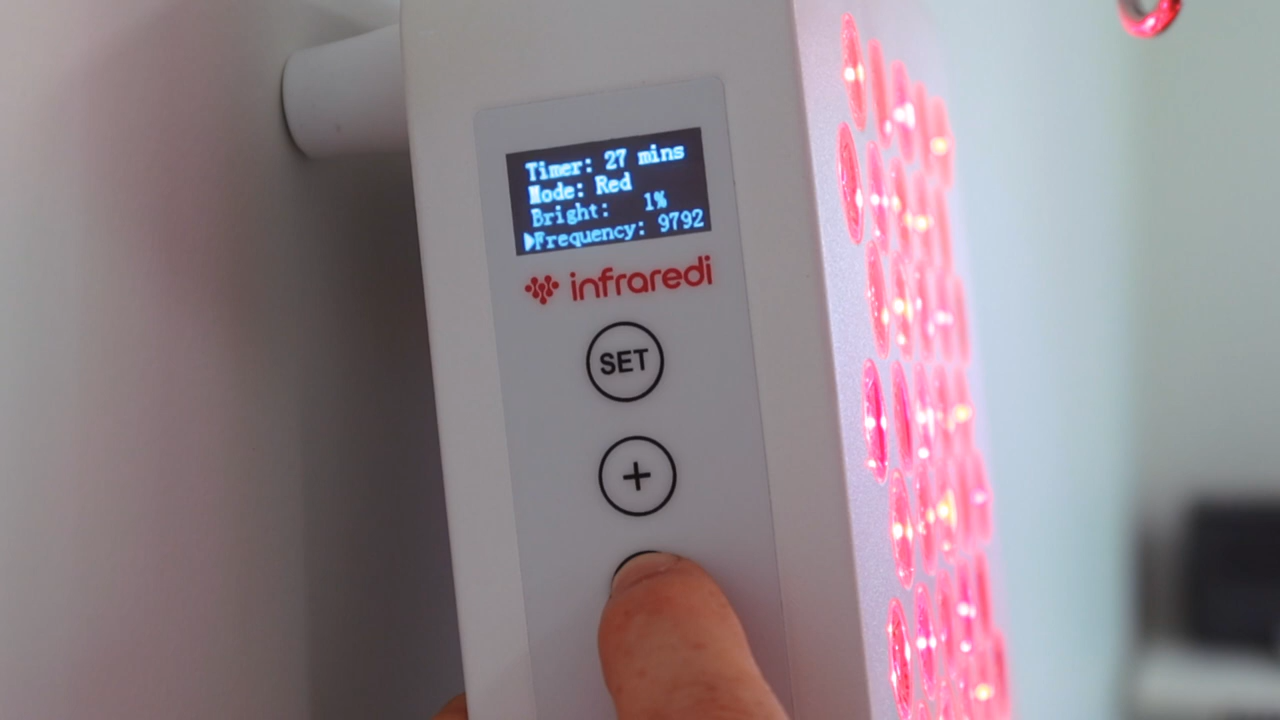 Timer: 27 mins
Mode: Red
Bright: 1%
Frequency: 9792
infraredi
SET
+